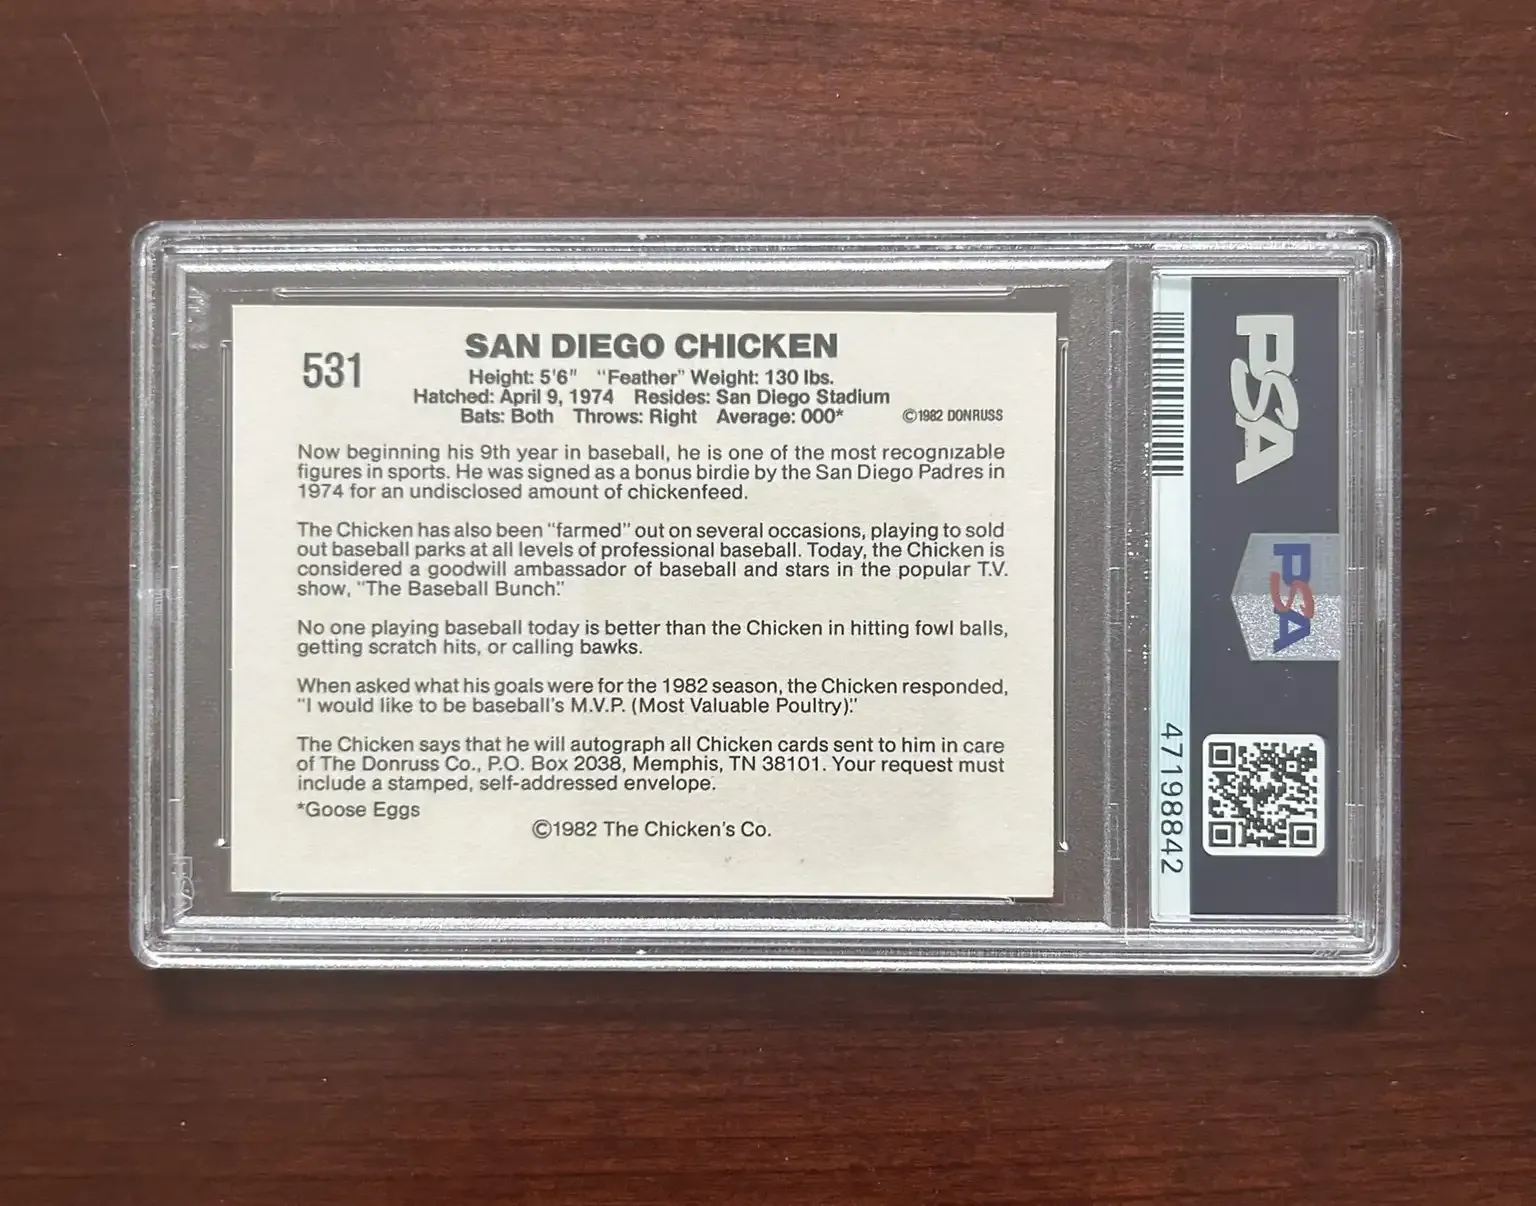 531
SAN DIEGO CHICKEN
Height: 5'6" "Feather" Weight: 130 lbs.
Hatched: April 9, 1974 Resides: San Diego Stadium
Bats: Both Throws: Right Average: 000*
©1982 DONRUSS
Now beginning his 9th year in baseball, he is one of the most recognizable
figures in sports. He was signed as a bonus birdie by the San Diego Padres in
1974 for an undisclosed amount of chickenfeed.
The Chicken has also been "farmed" out on several occasions, playing to sold
out baseball parks at all levels of professional baseball. Today, the Chicken is
considered a goodwill ambassador of baseball and stars in the popular T.V.
show, "The Baseball Bunch."
No one playing baseball today is better than the Chicken in hitting fowl balls,
getting scratch hits, or calling bawks.
When asked what his goals were for the 1982 season, the Chicken responded,
"I would like to be baseball's M.V.P. (Most Valuable Poultry)."
The Chicken says that he will autograph all Chicken cards sent to him in care
of The Donruss Co., P.O. Box 2038, Memphis, TN 38101. Your request must
include a stamped, self-addressed envelope.
*Goose Eggs
©1982 The Chicken's Co.
PSA
PSA
47198842
PSA